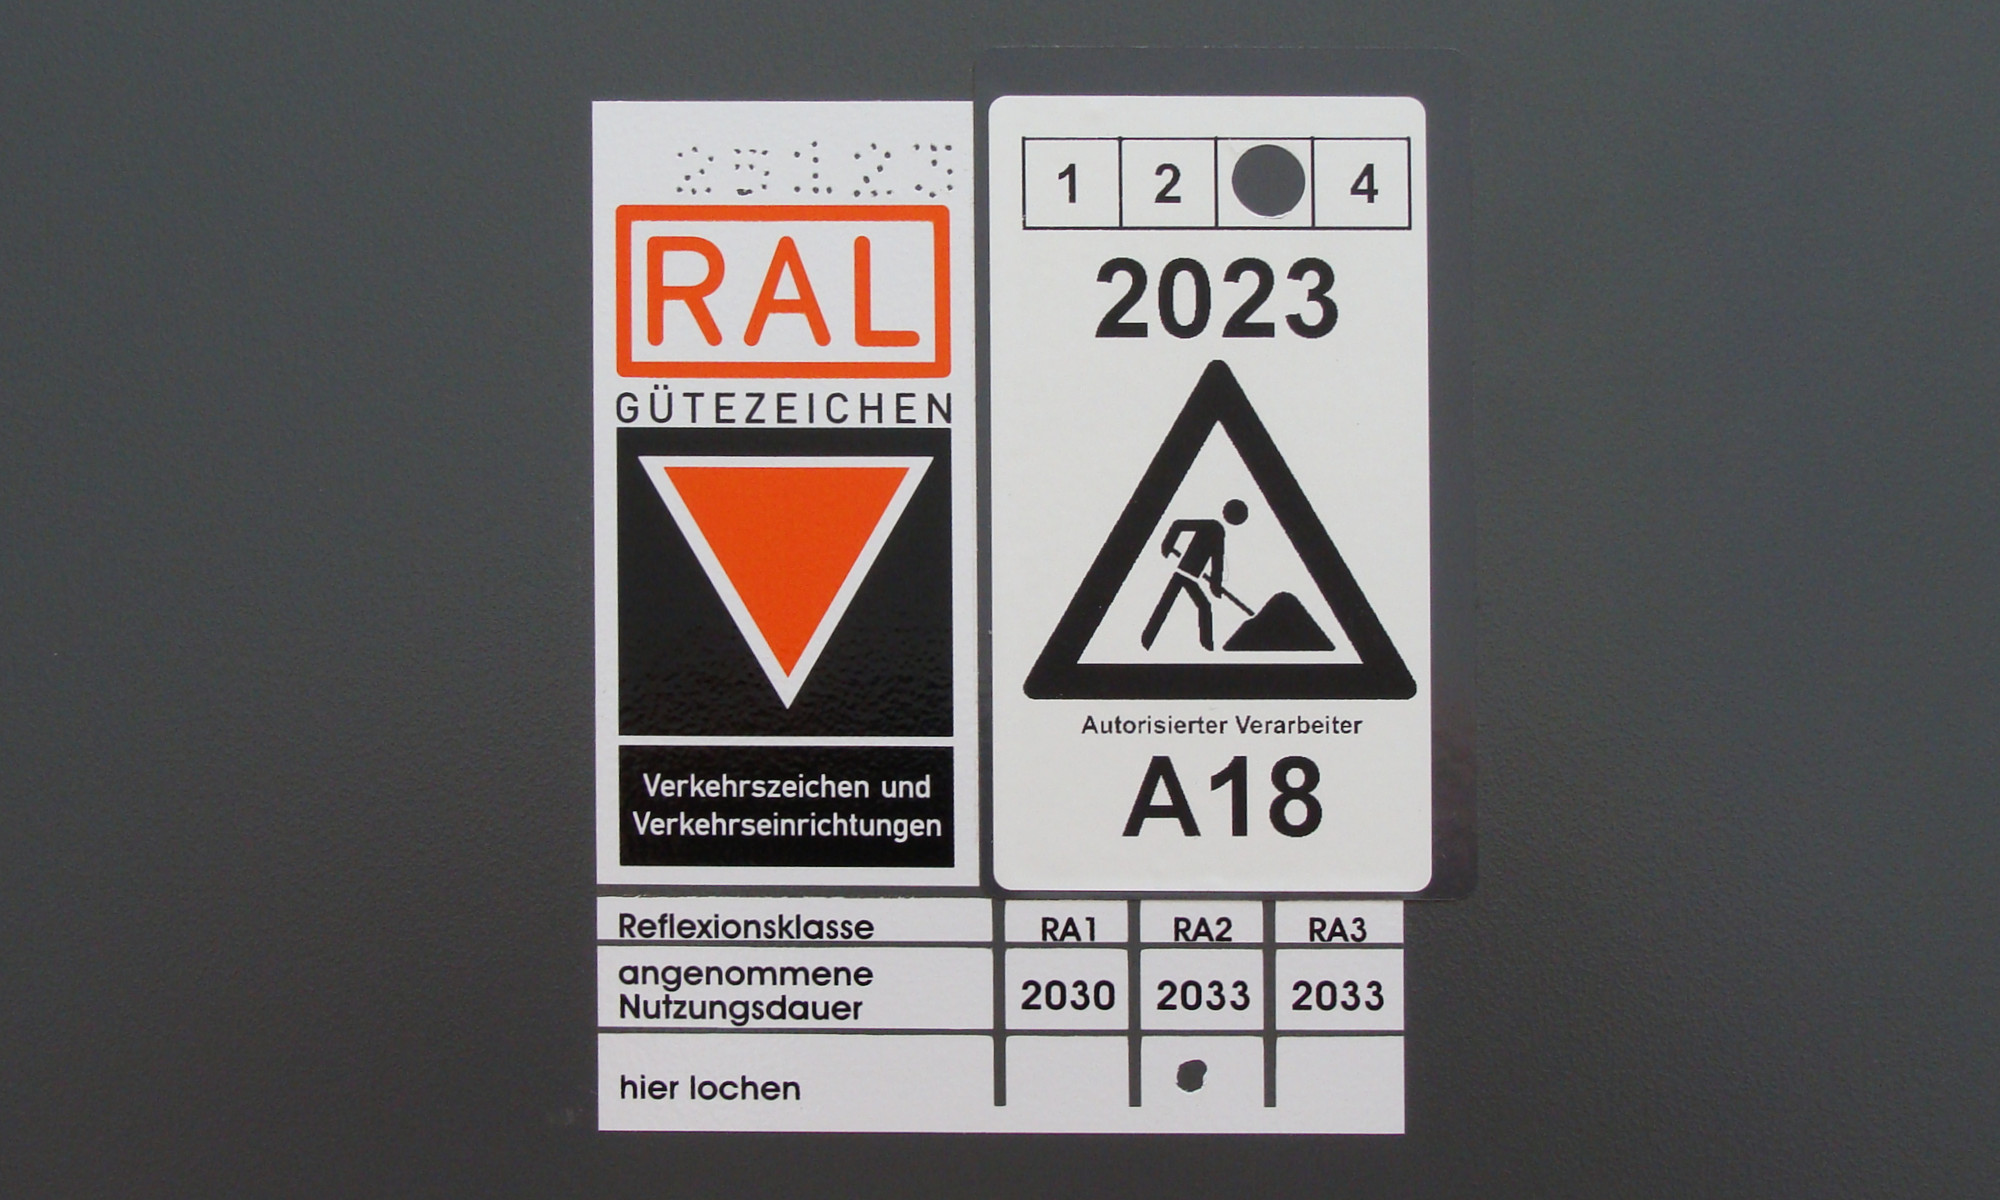 25123
RAL
GÜTEZEICHEN
Verkehrszeichen und
Verkehrseinrichtungen
1 2 4
2023
Autorisierter Verarbeiter
A18
Reflexionsklasse RA1 RA2 RA3
angenommene
Nutzungsdauer 2030 2033 2033
hier lochen